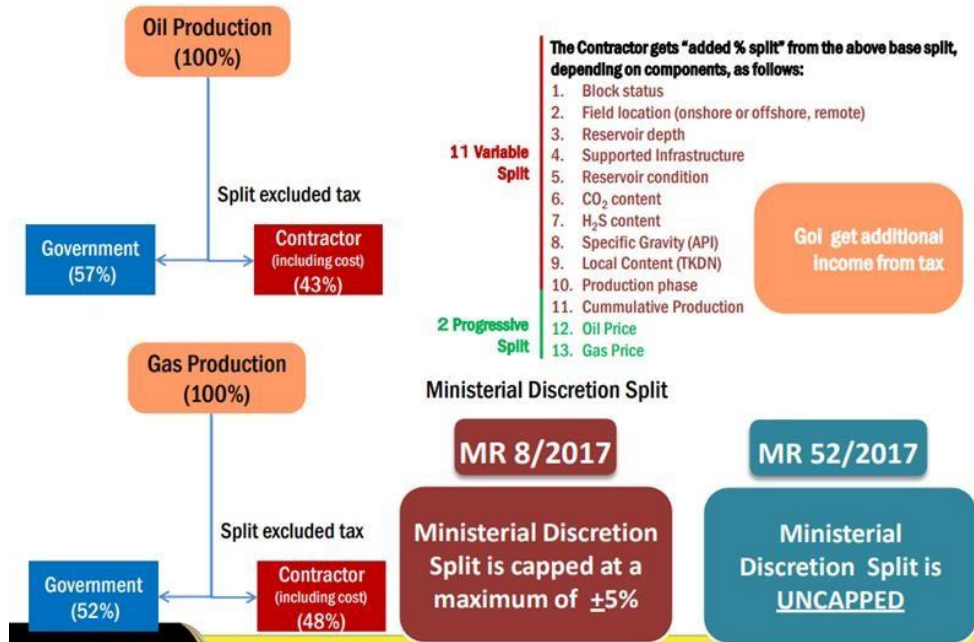 Oil Production
(100%)
Split excluded tax
Government
(57%)
Contractor
(including cost)
(43%)
Gas Production
(100%)
Split excluded tax
Government
(52%)
Contractor
(including cost)
(48%)
The Contractor gets “added % split” from the above base split,
depending on components, as follows:
11 Variable
Split
1. Block status
2. Field location (onshore or offshore, remote)
3. Reservoir depth
4. Supported Infrastructure
5. Reservoir condition
6. CO2 content
7. H2S content
8. Specific Gravity (API)
9. Local Content (TKDN)
10. Production phase
11. Cummulative Production
2 Progressive
Split
12. Oil Price
13. Gas Price
GoI get additional
income from tax
Ministerial Discretion Split
MR 8/2017
Ministerial Discretion
Split is capped at a
maximum of ±5%
MR 52/2017
Ministerial
Discretion Split is
UNCAPPED